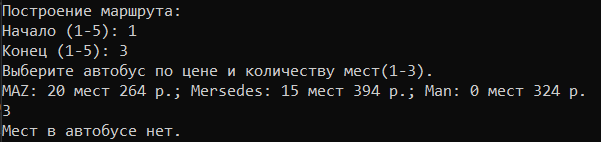 Построение маршрута:
Начало (1-5): 1
Конец (1-5): 3
Выберите автобус по цене и количеству мест(1-3).
MAZ: 20 мест 264 р.; Mersedes: 15 мест 394 р.; Man: 0 мест 324 р.
3
Мест в автобусе нет.